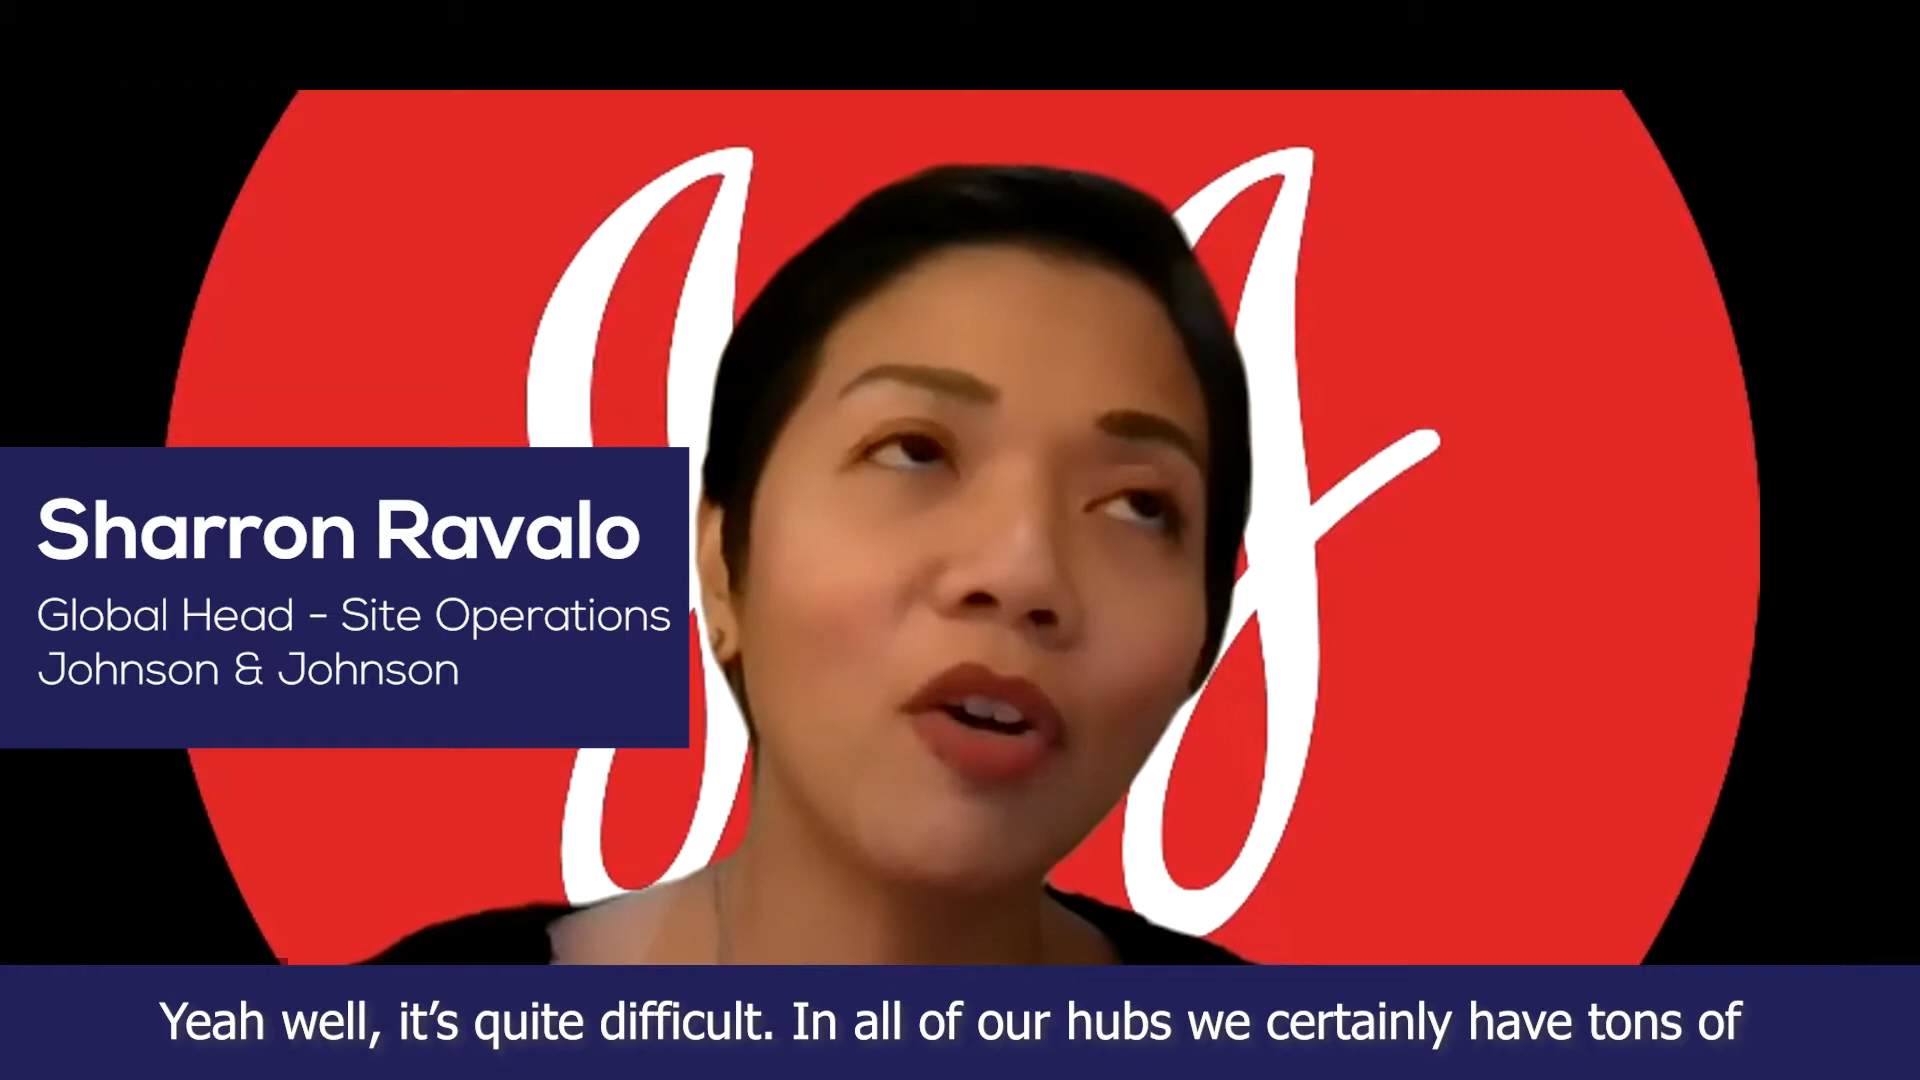 Sharron Ravalo
Global Head - Site Operations
Johnson & Johnson
Yeah well, it’s quite difficult. In all of our hubs we certainly have tons of